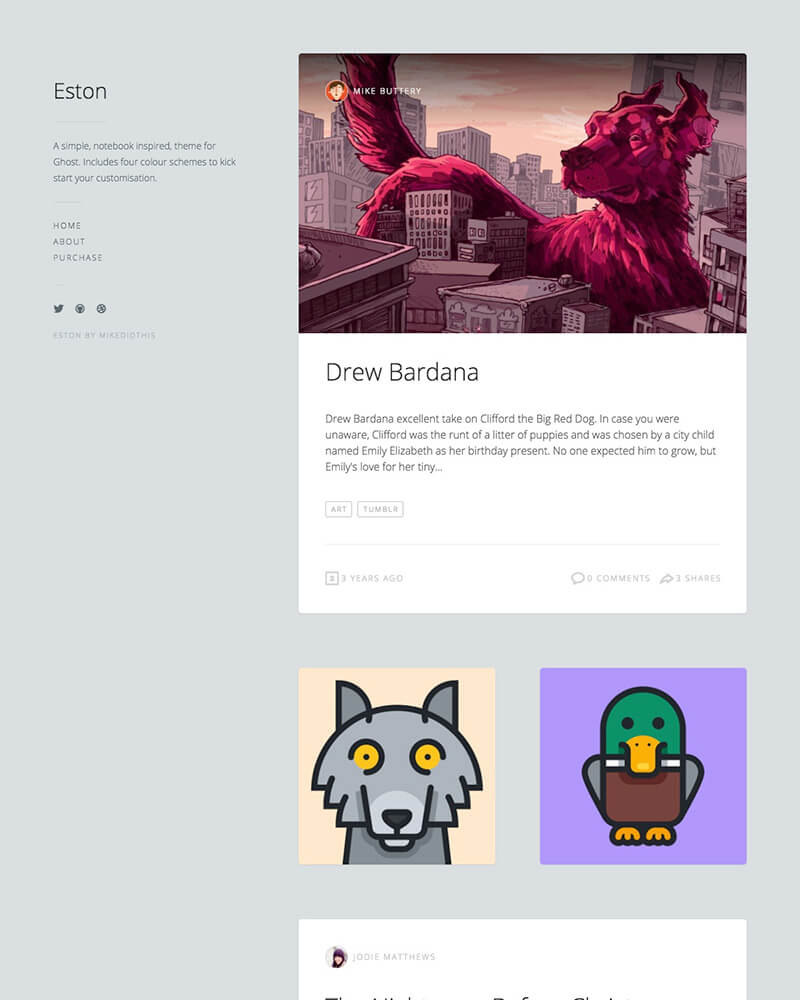 Eston
A simple, notebook inspired, theme for
Ghost. Includes four colour schemes to kick
start your customisation.
HOME
ABOUT
PURCHASE
ESTON BY MIKEDIDTHIS
MIKE BUTTERY
Drew Bardana
Drew Bardana excellent take on Clifford the Big Red Dog. In case you were
unaware, Clifford was the runt of a litter of puppies and was chosen by a city child
named Emily Elizabeth as her birthday present. No one expected him to grow, but
Emily's love for her tiny...
ART TUMBLR
3 YEARS AGO 0 COMMENTS 3 SHARES
JODIE MATTHEWS